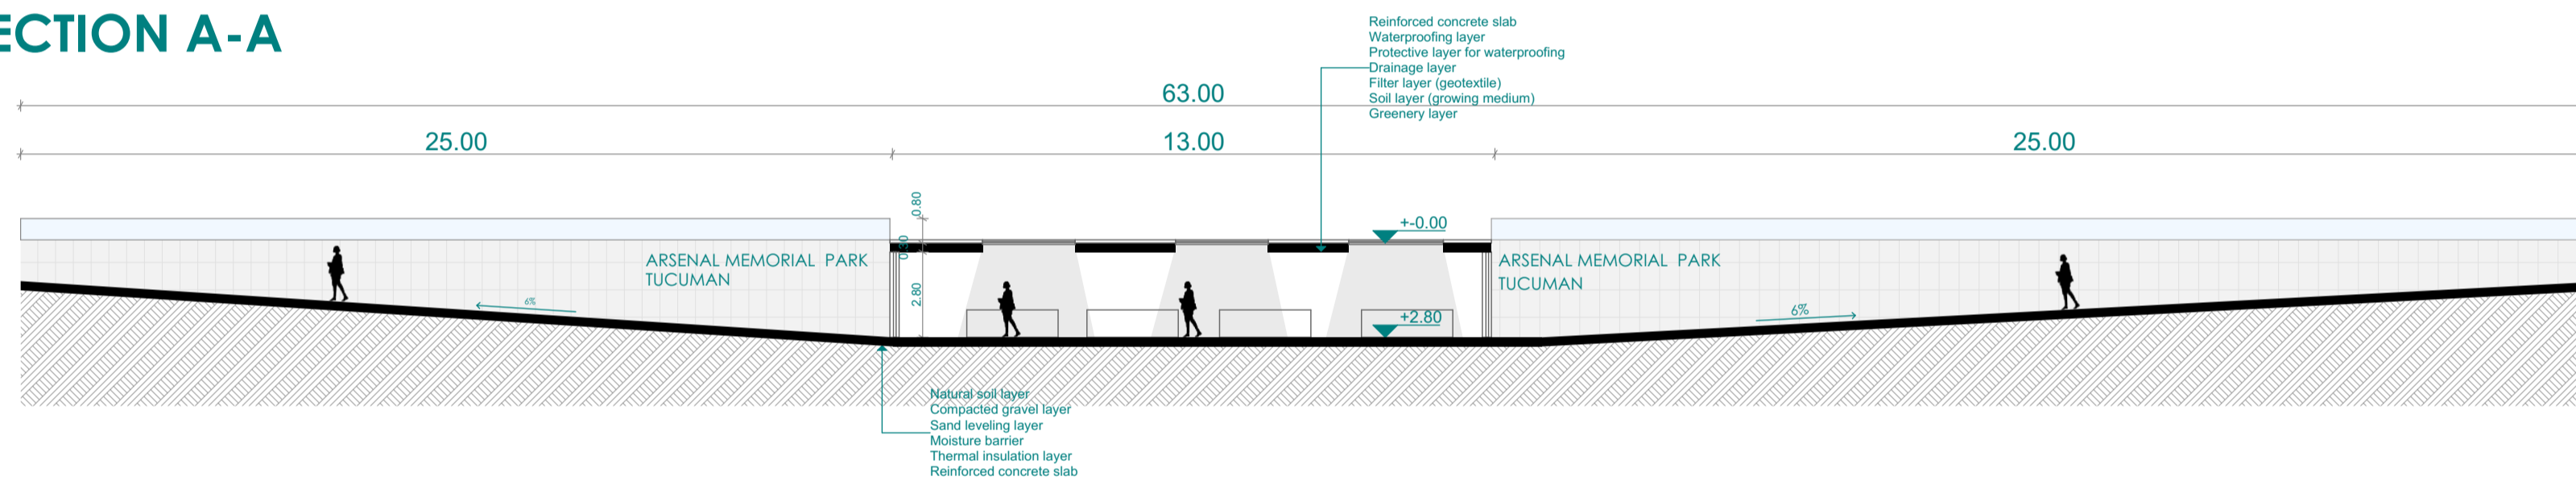 ECTION A-A
Reinforced concrete slab
Waterproofing layer
Protective layer for waterproofing
Drainage layer
Filter layer (geotextile)
Soil layer (growing medium)
Greenery layer
63.00
25.00
13.00
25.00
0.80
+-0.00
0.30
ARSENAL MEMORIAL PARK
TUCUMAN
ARSENAL MEMORIAL PARK
TUCUMAN
2.80
6%
+2.80
6%
Natural soil layer
Compacted gravel layer
Sand leveling layer
Moisture barrier
Thermal insulation layer
Reinforced concrete slab